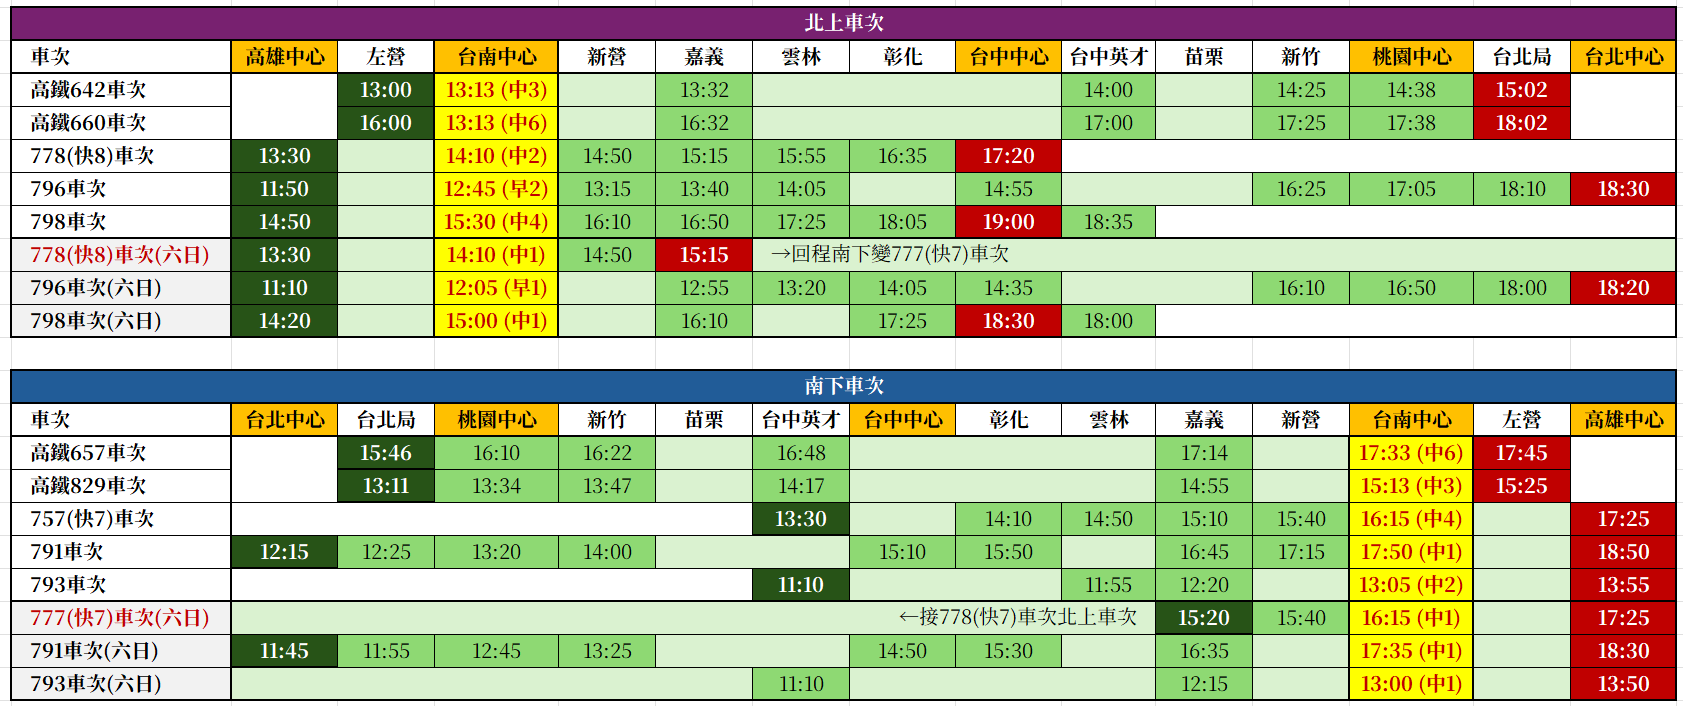 北上車次
車次 高雄中心 左營 台南中心 新營 嘉義 雲林 彰化 台中中心 台中英才 苗栗 新竹 桃園中心 台北局 台北中心
高鐵642車次 13:00 13:13 (中3) 13:32 14:00 14:25 14:38 15:02
高鐵660車次 16:00 13:13 (中6) 16:32 17:00 17:25 17:38 18:02
778(快8)車次 13:30 14:10 (中2) 14:50 15:15 15:55 16:35 17:20
796車次 11:50 12:45 (早2) 13:15 13:40 14:05 14:55 16:25 17:05 18:10 18:30
798車次 14:50 15:30 (中4) 16:10 16:50 17:25 18:05 19:00 18:35
778(快8)車次(六日) 13:30 14:10 (中1) 14:50 15:15 →回程南下變777(快7)車次
796車次(六日) 11:10 12:05 (早1) 12:55 13:20 14:05 14:35 16:10 16:50 18:00 18:20
798車次(六日) 14:20 15:00 (中1) 16:10 17:25 18:30 18:00
南下車次
車次 台北中心 台北局 桃園中心 新竹 苗栗 台中英才 台中中心 彰化 雲林 嘉義 新營 台南中心 左營 高雄中心
高鐵657車次 15:46 16:10 16:22 16:48 17:14 17:33 (中6) 17:45
高鐵829車次 13:11 13:34 13:47 14:17 14:55 15:13 (中3) 15:25
757(快7)車次 13:30 14:10 14:50 15:10 15:40 16:15 (中4) 17:25
791車次 12:15 12:25 13:20 14:00 15:10 15:50 16:45 17:15 17:50 (中1) 18:50
793車次 11:10 11:55 12:20 13:05 (中2) 13:55
777(快7)車次(六日) ←接778(快7)車次北上車次 15:20 15:40 16:15 (中1) 17:25
791車次(六日) 11:45 11:55 12:45 13:25 14:50 15:30 16:35 17:35 (中1) 18:30
793車次(六日) 11:10 12:15 13:00 (中1) 13:50